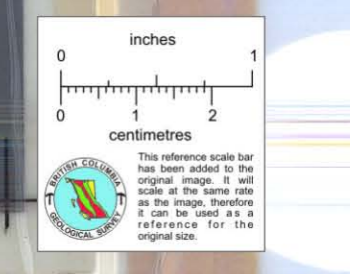 inches
0 1
0 1 2
centimetres
This reference scale bar
has been added to the
original image. It will
scale at the same rate
as the image, therefore
it can be used as a
reference for the
original size.
BRITISH COLUMBIA
GEOLOGICAL SURVEY